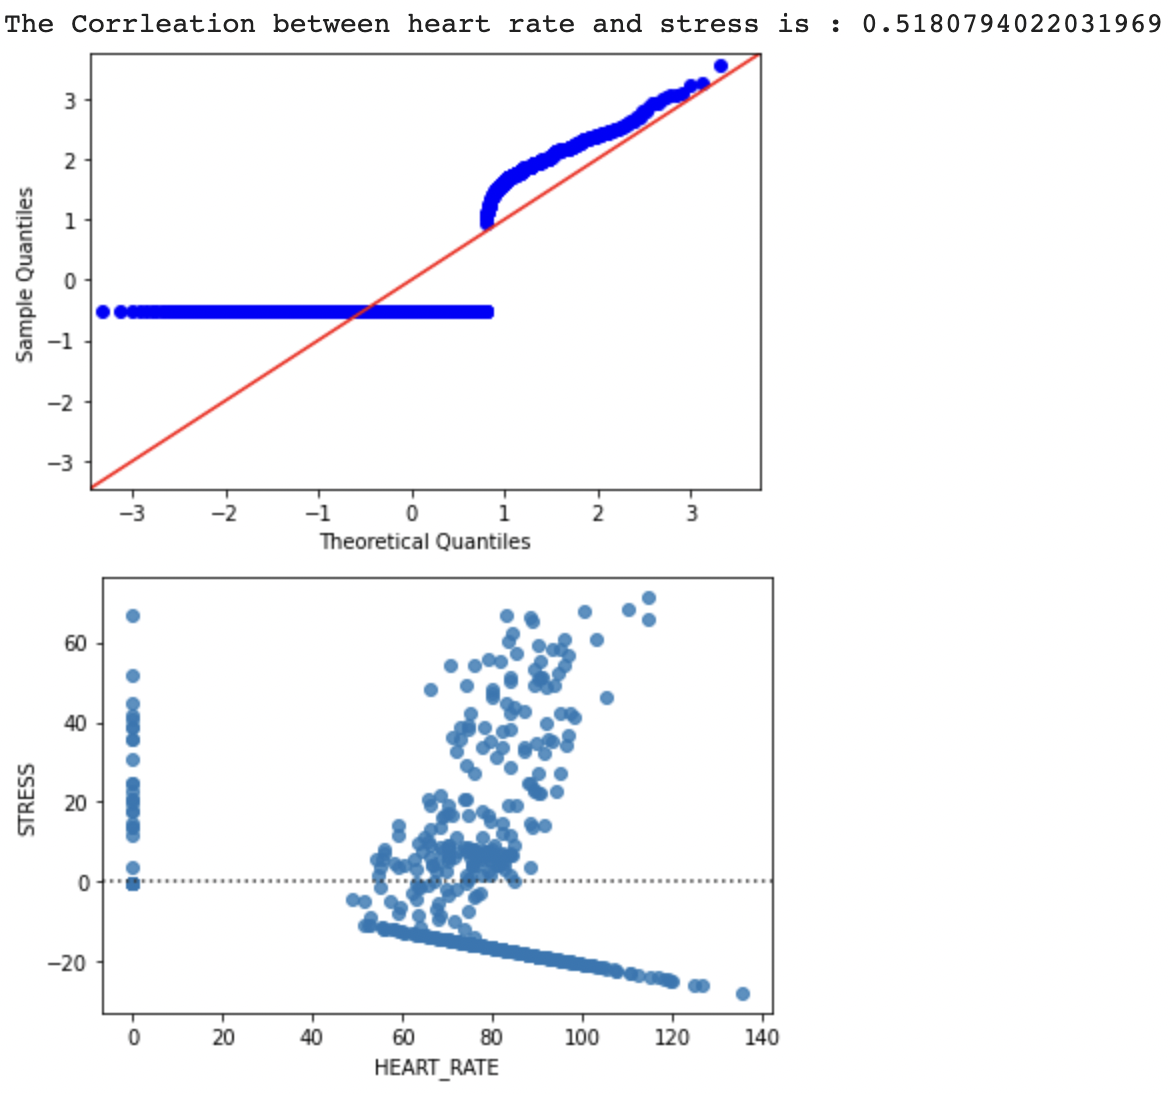 The Corrleation between heart rate and stress is : 0.5180794022031969
3
2
1
0
−1
−2
−3
Sample Quantiles
−3 −2 −1 0 1 2 3
Theoretical Quantiles
60
40
20
0
−20
STRESS
0 20 40 60 80 100 120 140
HEART_RATE